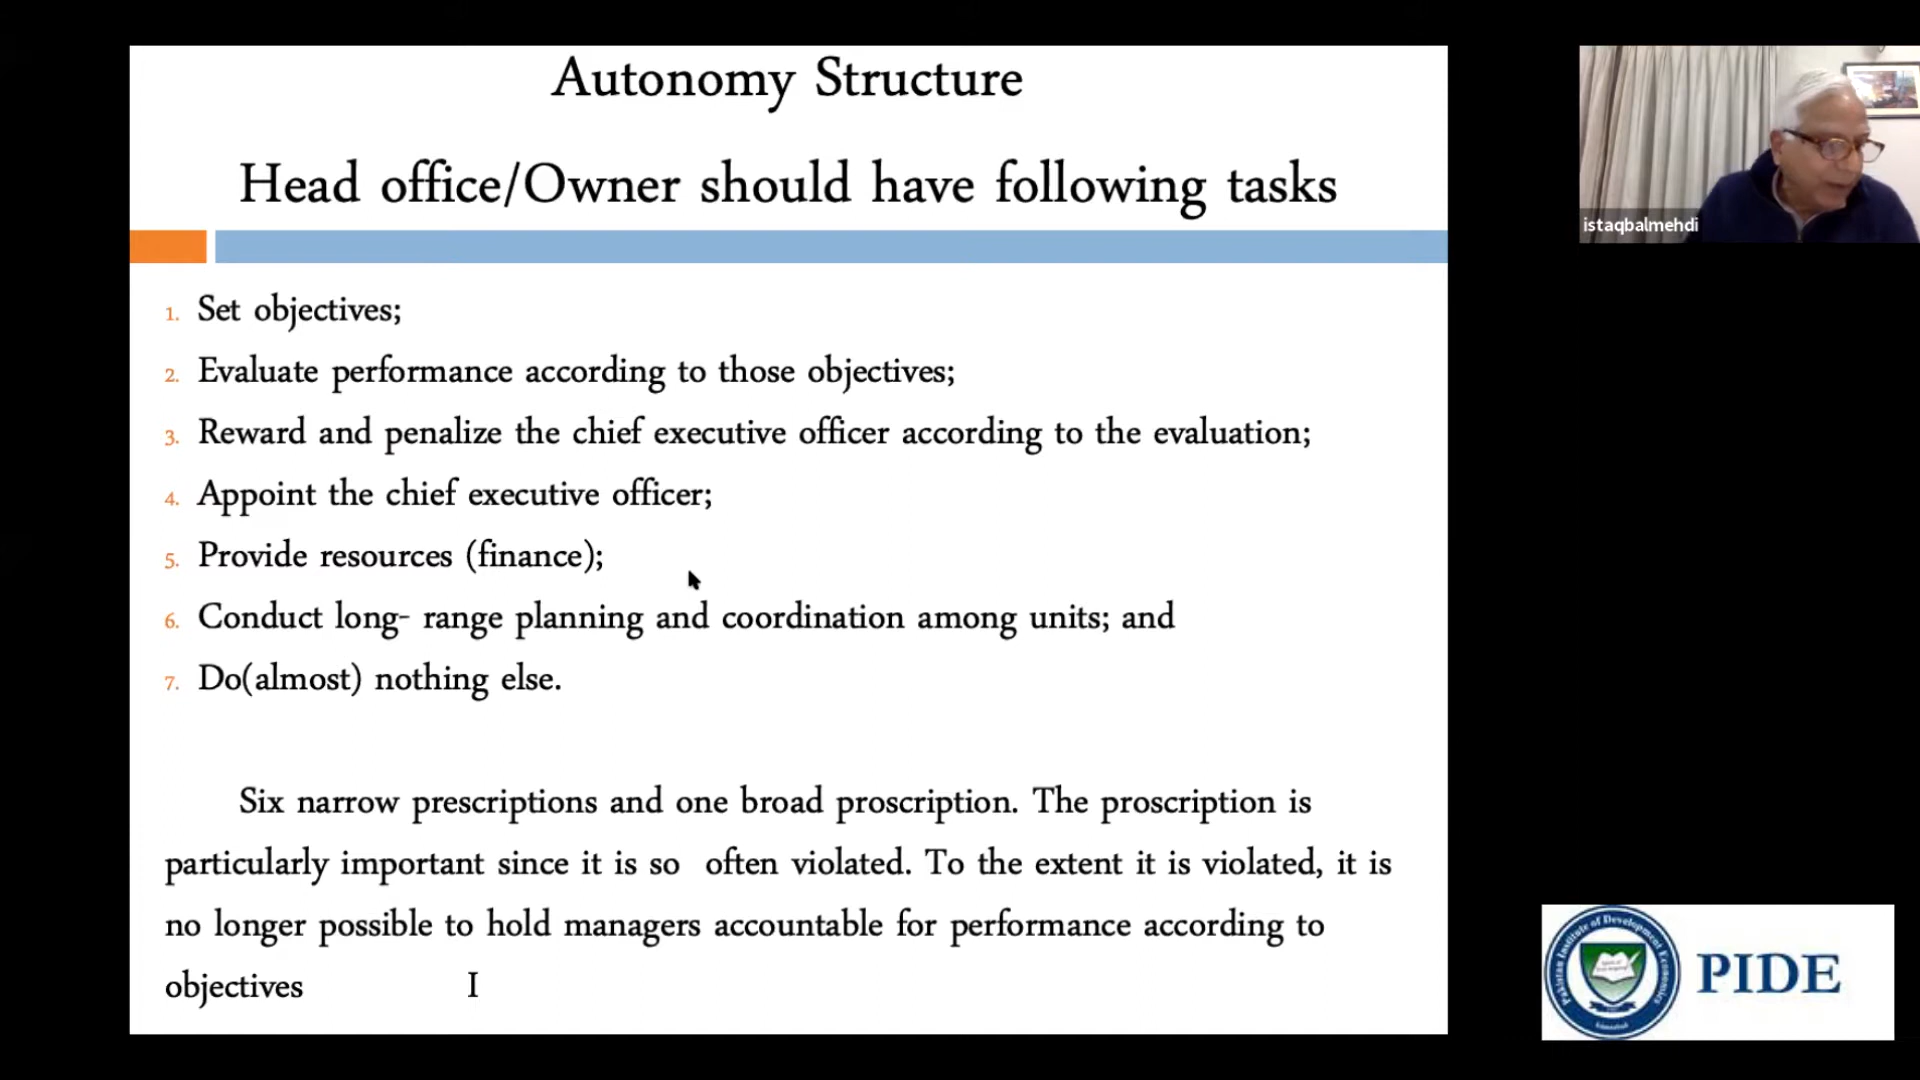 Autonomy Structure
Head office/Owner should have following tasks
istaqbalmehdi
1. Set objectives;
2. Evaluate performance according to those objectives;
3. Reward and penalize the chief executive officer according to the evaluation;
4. Appoint the chief executive officer;
5. Provide resources (finance);
6. Conduct long- range planning and coordination among units; and
7. Do(almost) nothing else.
Six narrow prescriptions and one broad proscription. The proscription is
particularly important since it is so often violated. To the extent it is violated, it is
no longer possible to hold managers accountable for performance according to
objectives
Pakistan Institute of Development Economics
PIDE